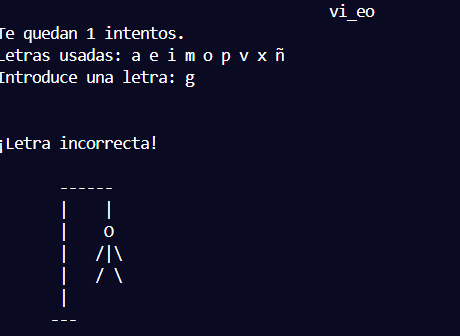 vi_eo
Te quedan 1 intentos.
Letras usadas: a e i m o p v x ñ
Introduce una letra: g
¡Letra incorrecta!
------
|    |
|    O
|   /|\
|   / \
|
---